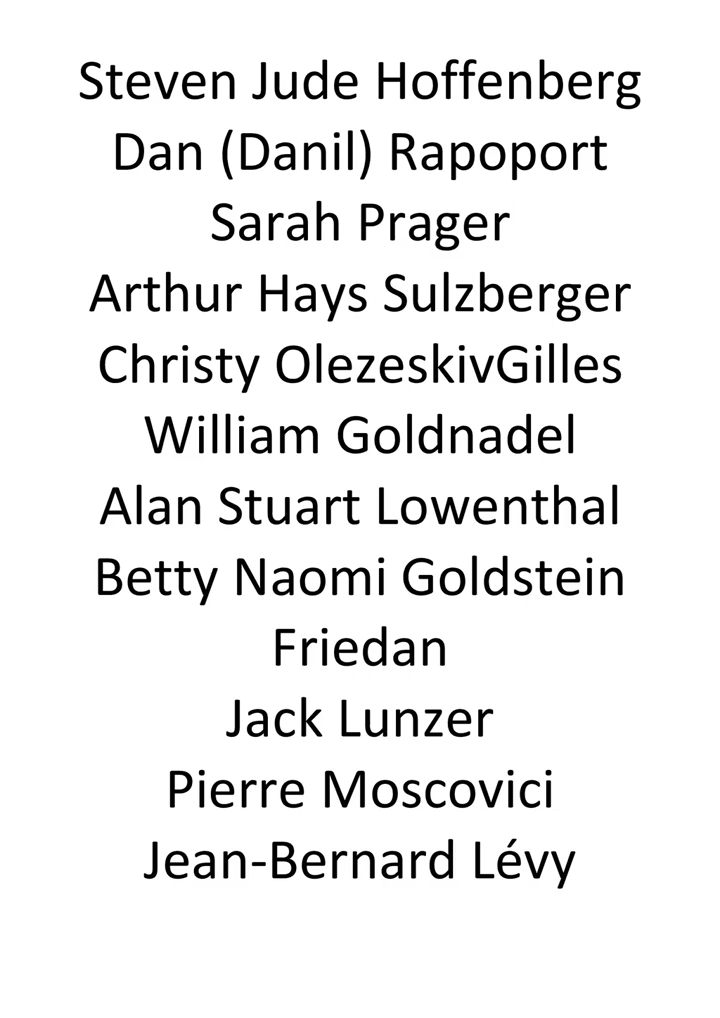 Steven Jude Hoffenberg
Dan (Danil) Rapoport
Sarah Prager
Arthur Hays Sulzberger
Christy OlezeskivGilles
William Goldnadel
Alan Stuart Lowenthal
Betty Naomi Goldstein
Friedan
Jack Lunzer
Pierre Moscovici
Jean-Bernard Lévy